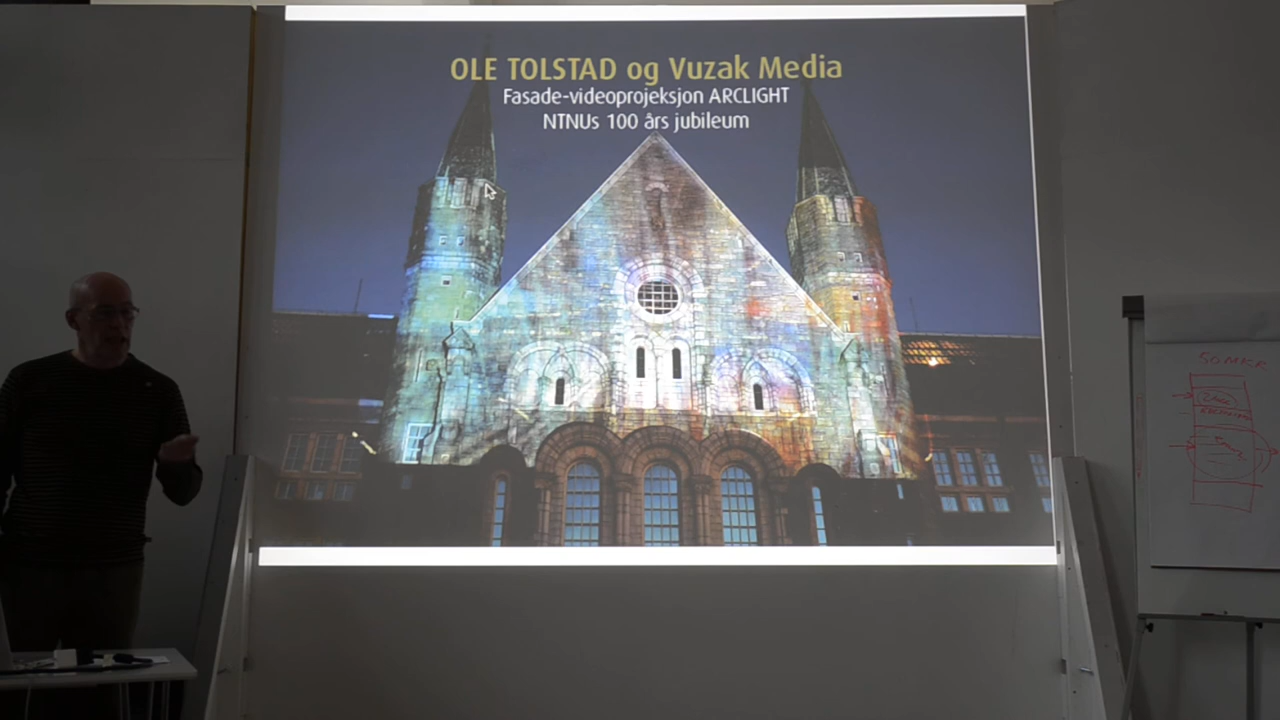 OLE TOLSTAD og Vuzak Media
Fasade-videoprojeksjon ARCLIGHT
NTNUs 100 års jubileum